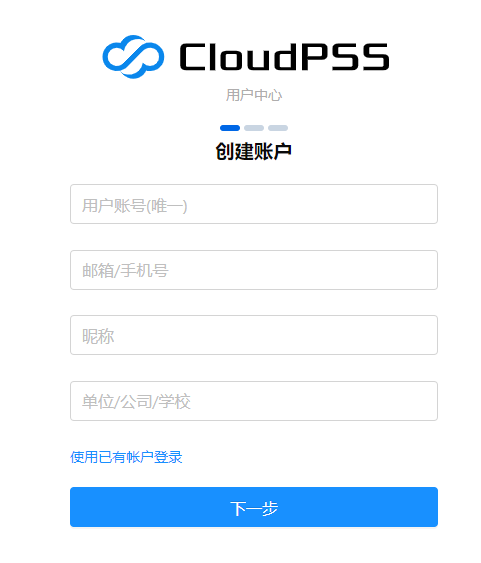 CloudPSS
用户中心
创建账户
用户账号(唯一)
邮箱/手机号
昵称
单位/公司/学校
使用已有帐户登录
下一步